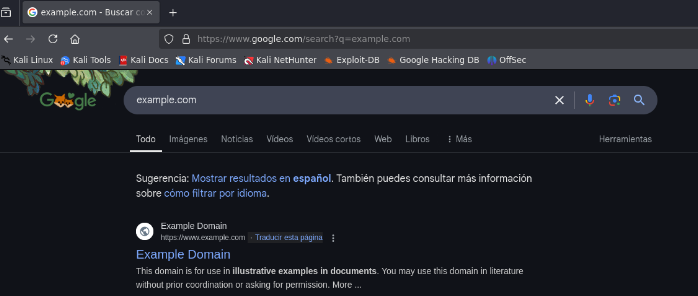 example.com - Buscar co
https://www.google.com/search?q=example.com
Kali Linux Kali Tools Kali Docs Kali Forums Kali NetHunter Exploit-DB Google Hacking DB OffSec
Google
example.com
Todo Imágenes Noticias Vídeos Vídeos cortos Web Libros Más Herramientas
Sugerencia: Mostrar resultados en español. También puedes consultar más información
sobre cómo filtrar por idioma.
Example Domain
https://www.example.com · Traducir esta página
Example Domain
This domain is for use in illustrative examples in documents. You may use this domain in literature
without prior coordination or asking for permission. More ...